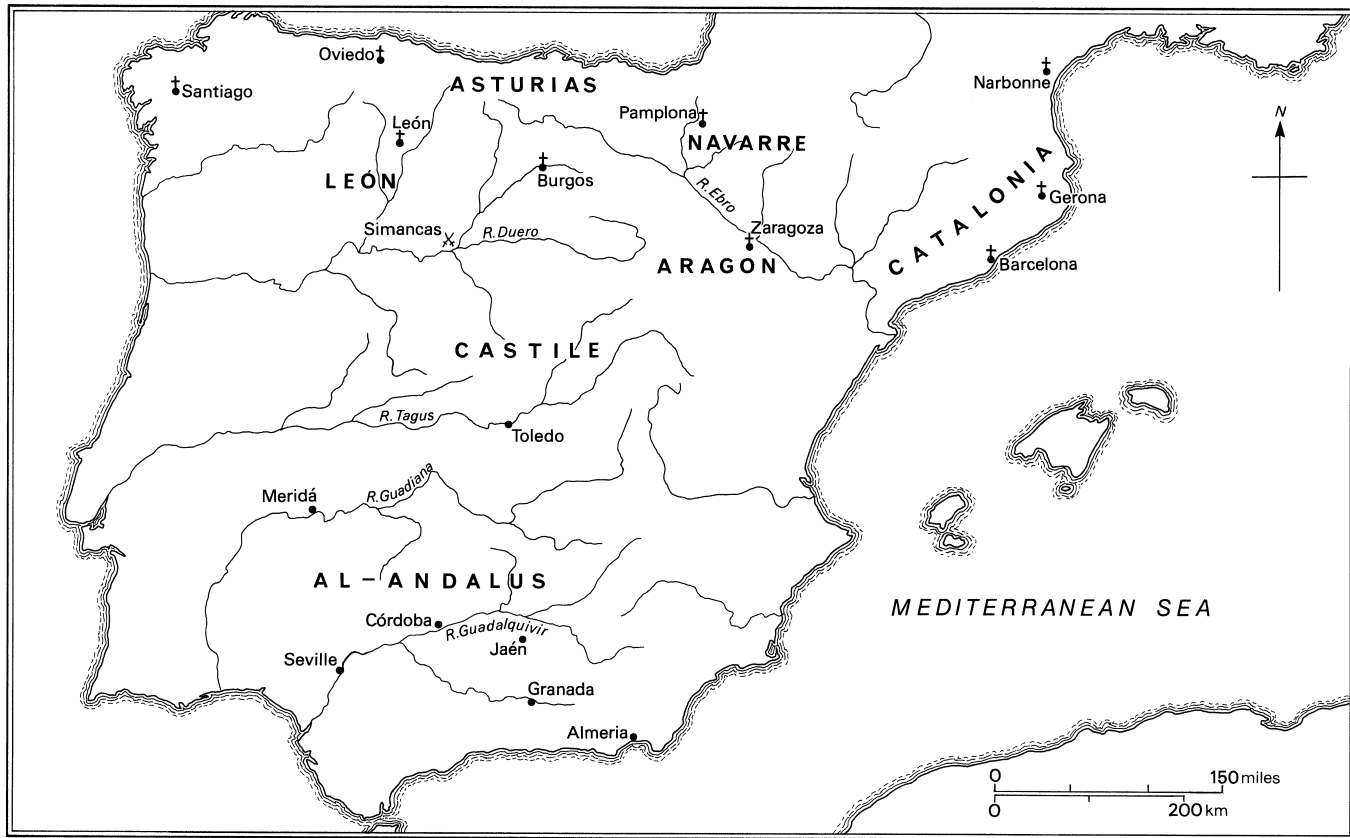 Oviedo
ASTURIAS
Santiago
Narbonne
N
Pamplona
León
NAVARRE
LEÓN
Burgos
R. Ebro
CATALONIA
Gerona
Simancas
R. Duero
Zaragoza
ARAGON
Barcelona
CASTILE
R. Tagus
Toledo
Meridá
R. Guadiana
AL-ANDALUS
MEDITERRANEAN SEA
Córdoba
R. Guadalquivir
Jaén
Seville
Granada
Almeria
0 150 miles
0 200 km